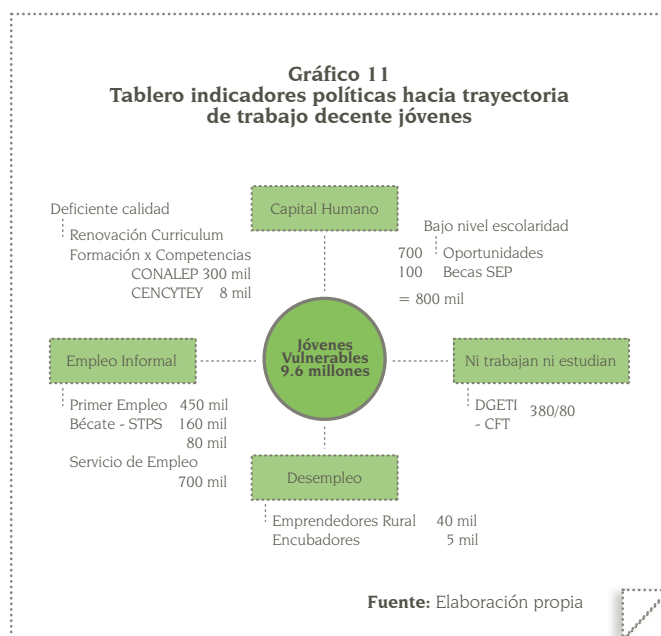 Gráfico 11
Tablero indicadores políticas hacia trayectoria
de trabajo decente jóvenes
Capital Humano
Deficiente calidad
Renovación Curriculum
Formación x Competencias
CONALEP 300 mil
CENCYTEY 8 mil
Bajo nivel escolaridad
700 Oportunidades
100 Becas SEP
= 800 mil
Jóvenes
Vulnerables
9.6 millones
Empleo Informal
Primer Empleo 450 mil
Bécate - STPS 160 mil
80 mil
Servicio de Empleo
700 mil
Ni trabajan ni estudian
DGETI
- CFT 380/80
Desempleo
Emprendedores Rural 40 mil
Encubadores 5 mil
Fuente: Elaboración propia